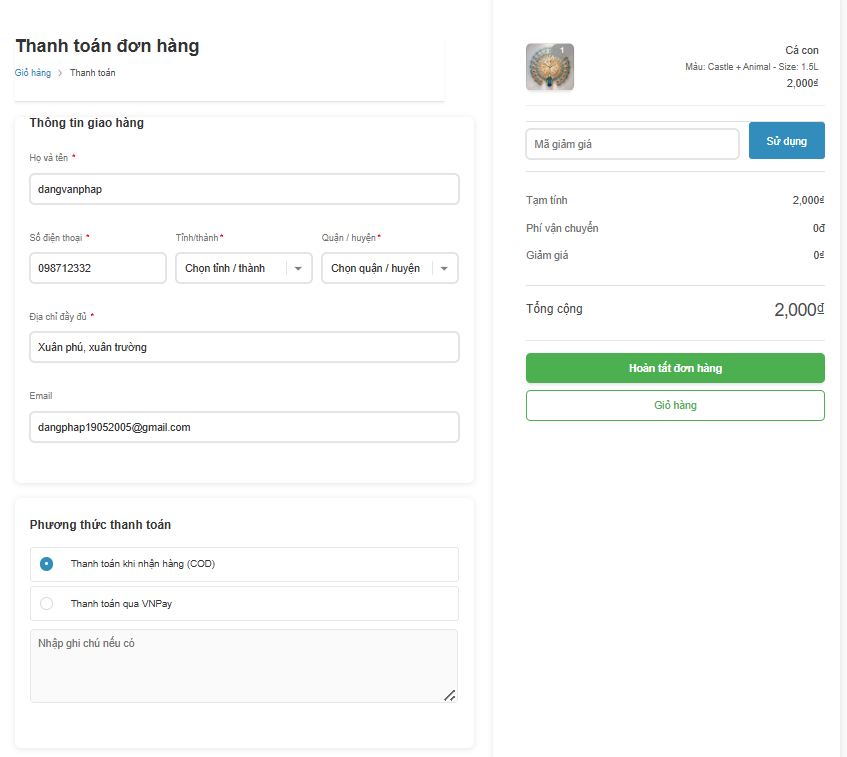 Thanh toán đơn hàng
Giỏ hàng > Thanh toán
Thông tin giao hàng
Họ và tên *
dangvanphap
Số điện thoại * Tỉnh/thành * Quận / huyện *
098712332 Chọn tỉnh / thành Chọn quận / huyện
Địa chỉ đầy đủ *
Xuân phú, xuân trường
Email
dangphap19052005@gmail.com
Phương thức thanh toán
Thanh toán khi nhận hàng (COD)
Thanh toán qua VNPay
Nhập ghi chú nếu có
1
Cá con
Màu: Castle + Animal - Size: 1.5L
2,000₫
Mã giảm giá Sử dụng
Tạm tính 2,000₫
Phí vận chuyển 0đ
Giảm giá 0₫
Tổng cộng 2,000₫
Hoàn tất đơn hàng
Giỏ hàng